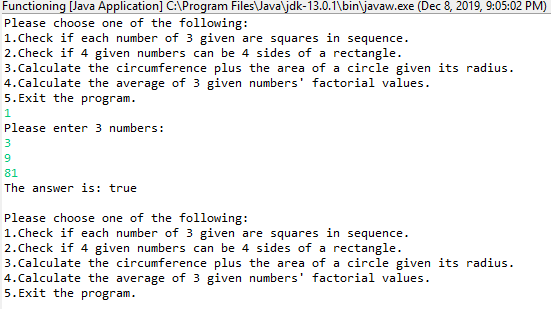 Functioning [Java Application] C:\Program Files\Java\jdk-13.0.1\bin\javaw.exe (Dec 8, 2019, 9:05:02 PM)
Please choose one of the following:
1.Check if each number of 3 given are squares in sequence.
2.Check if 4 given numbers can be 4 sides of a rectangle.
3.Calculate the circumference plus the area of a circle given its radius.
4.Calculate the average of 3 given numbers' factorial values.
5.Exit the program.
1
Please enter 3 numbers:
3
9
81
The answer is: true
Please choose one of the following:
1.Check if each number of 3 given are squares in sequence.
2.Check if 4 given numbers can be 4 sides of a rectangle.
3.Calculate the circumference plus the area of a circle given its radius.
4.Calculate the average of 3 given numbers' factorial values.
5.Exit the program.